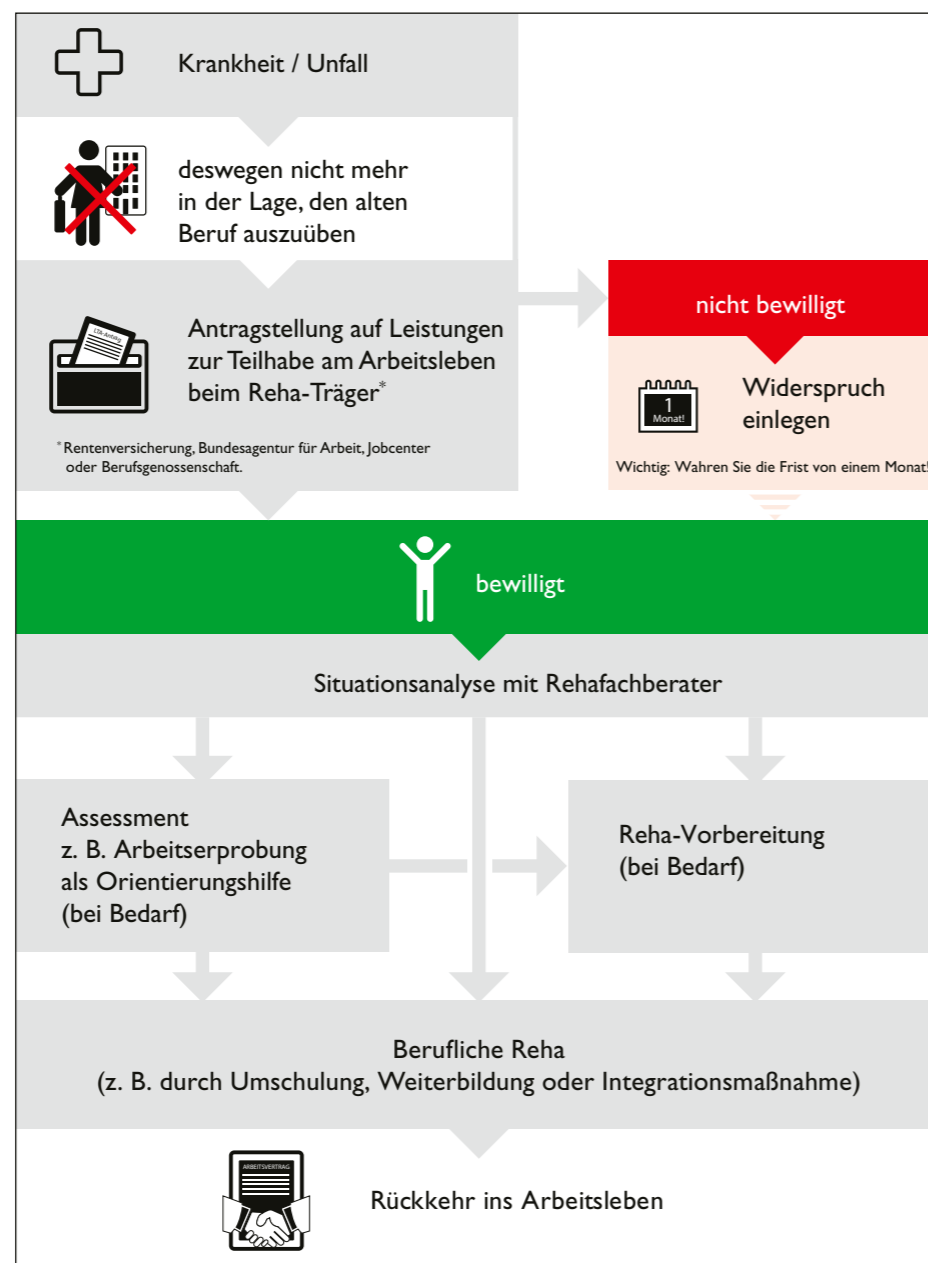 Krankheit / Unfall
deswegen nicht mehr
in der Lage, den alten
Beruf auszuüben
LTA-Antrag
Antragstellung auf Leistungen
zur Teilhabe am Arbeitsleben
beim Reha-Träger*
*Rentenversicherung, Bundesagentur für Arbeit, Jobcenter
oder Berufsgenossenschaft.
nicht bewilligt
1
Monat!
Widerspruch
einlegen
Wichtig: Wahren Sie die Frist von einem Monat!
bewilligt
Situationsanalyse mit Rehafachberater
Assessment
z. B. Arbeitserprobung
als Orientierungshilfe
(bei Bedarf)
Reha-Vorbereitung
(bei Bedarf)
Berufliche Reha
(z. B. durch Umschulung, Weiterbildung oder Integrationsmaßnahme)
ARBEITSVERTRAG
Rückkehr ins Arbeitsleben